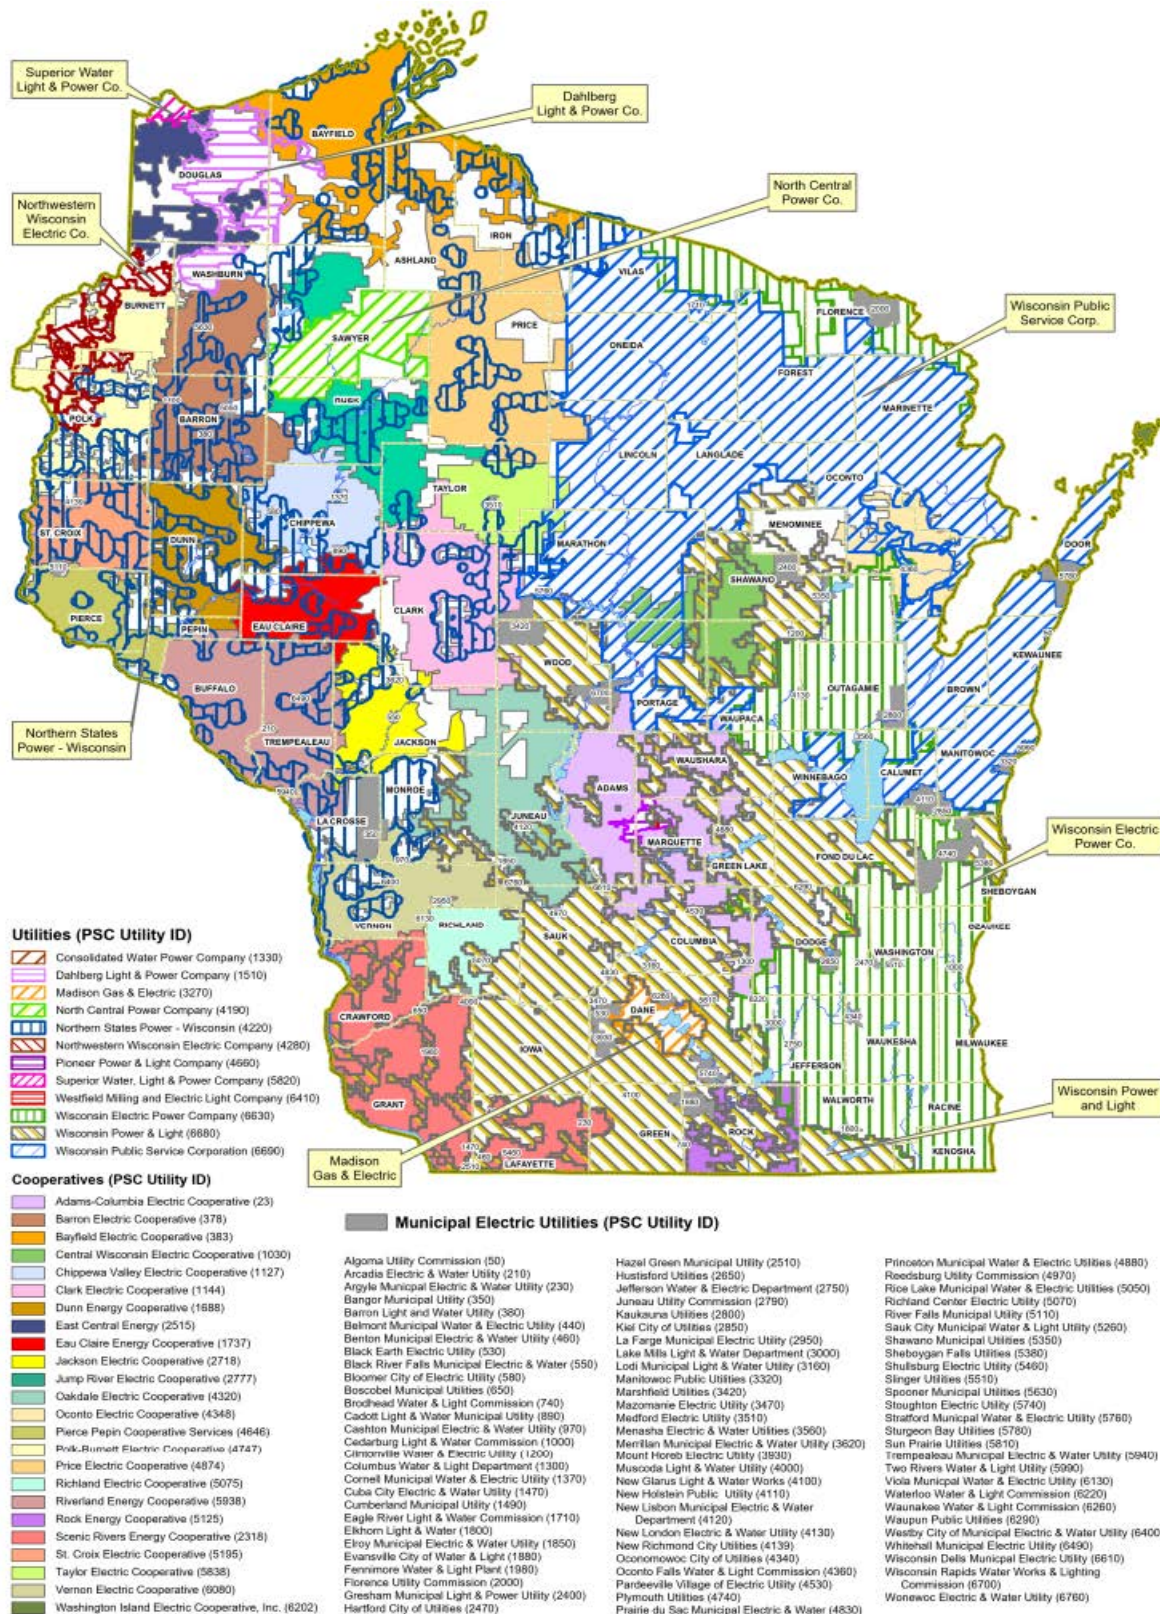 Superior Water
Light & Power Co.
Dahlberg
Light & Power Co.
BAYFIELD
DOUGLAS
North Central
Power Co.
Northwestern
Wisconsin
Electric Co.
IRON
ASHLAND
WASHBURN
VILAS
BURNETT
FLORENCE
Wisconsin Public
Service Corp.
PRICE
SAWYER
ONEIDA
FOREST
RUSK
MARINETTE
POLK
BARRON
LINCOLN
LANGLADE
OCONTO
TAYLOR
CHIPPEWA
MENOMINEE
ST. CROIX
DUNN
MARATHON
DOOR
SHAWANO
CLARK
PIERCE
PEPIN
EAU CLAIRE
WOOD
KEWAUNEE
BUFFALO
OUTAGAMIE
BROWN
PORTAGE
WAUPACA
Northern States
Power - Wisconsin
TREMPEALEAU
JACKSON
MANITOWOC
WAUSHARA
WINNEBAGO
CALUMET
MONROE
ADAMS
LA CROSSE
JUNEAU
Wisconsin Electric
Power Co.
MARQUETTE
GREEN LAKE
FOND DU LAC
SHEBOYGAN
VERNON
RICHLAND
SAUK
COLUMBIA
DODGE
WASHINGTON
OZAUKEE
CRAWFORD
DANE
IOWA
WAUKESHA
MILWAUKEE
JEFFERSON
GRANT
WALWORTH
RACINE
Wisconsin Power
and Light
GREEN
ROCK
LAFAYETTE
KENOSHA
Madison
Gas & Electric
Utilities (PSC Utility ID)
Consolidated Water Power Company (1330)
Dahlberg Light & Power Company (1510)
Madison Gas & Electric (3270)
North Central Power Company (4190)
Northern States Power - Wisconsin (4220)
Northwestern Wisconsin Electric Company (4280)
Pioneer Power & Light Company (4660)
Superior Water, Light & Power Company (5820)
Westfield Milling and Electric Light Company (6410)
Wisconsin Electric Power Company (6630)
Wisconsin Power & Light (6680)
Wisconsin Public Service Corporation (6690)
Cooperatives (PSC Utility ID)
Adams-Columbia Electric Cooperative (23)
Barron Electric Cooperative (378)
Bayfield Electric Cooperative (383)
Central Wisconsin Electric Cooperative (1030)
Chippewa Valley Electric Cooperative (1127)
Clark Electric Cooperative (1144)
Dunn Energy Cooperative (1688)
East Central Energy (2515)
Eau Claire Energy Cooperative (1737)
Jackson Electric Cooperative (2718)
Jump River Electric Cooperative (2777)
Oakdale Electric Cooperative (4320)
Oconto Electric Cooperative (4348)
Pierce Pepin Cooperative Services (4646)
Polk-Burnett Electric Cooperative (4747)
Price Electric Cooperative (4874)
Richland Electric Cooperative (5075)
Riverland Energy Cooperative (5938)
Rock Energy Cooperative (5125)
Scenic Rivers Energy Cooperative (2318)
St. Croix Electric Cooperative (5195)
Taylor Electric Cooperative (5838)
Vernon Electric Cooperative (6080)
Washington Island Electric Cooperative, Inc. (6202)
Municipal Electric Utilities (PSC Utility ID)
Algoma Utility Commission (50)
Arcadia Electric & Water Utility (210)
Argyle Municpal Electric & Water Utility (230)
Bangor Municipal Utility (350)
Barron Light and Water Utility (380)
Belmont Municipal Water & Electric Utility (440)
Benton Municipal Electric & Water Utility (460)
Black Earth Electric Utility (530)
Black River Falls Municipal Electric & Water (550)
Bloomer City of Electric Utility (580)
Boscobel Municipal Utilities (650)
Brodhead Water & Light Commission (740)
Cadott Light & Water Municipal Utility (890)
Cashton Municipal Electric & Water Utility (970)
Cedarburg Light & Water Commission (1000)
Clintonville Water & Electric Utility (1200)
Columbus Water & Light Department (1300)
Cornell Municipal Water & Electric Utility (1370)
Cuba City Electric & Water Utility (1470)
Cumberland Municipal Utility (1490)
Eagle River Light & Water Commission (1710)
Elkhorn Light & Water (1800)
Elroy Municipal Electric & Water Utility (1850)
Evansville City of Water & Light (1880)
Fennimore Water & Light Plant (1980)
Florence Utility Commission (2000)
Gresham Municipal Light & Power Utility (2400)
Hartford City of Utilities (2470)
Hazel Green Municipal Utility (2510)
Hustisford Utilities (2650)
Jefferson Water & Electric Department (2750)
Juneau Utility Commission (2790)
Kaukauna Utilities (2800)
Kiel City of Utilities (2850)
La Farge Municipal Electric Utility (2950)
Lake Mills Light & Water Department (3000)
Lodi Municipal Light & Water Utility (3160)
Manitowoc Public Utilities (3320)
Marshfield Utilities (3420)
Mazomanie Electric Utility (3470)
Medford Electric Utility (3510)
Menasha Electric & Water Utilities (3560)
Merrillan Municipal Electric & Water Utility (3620)
Mount Horeb Electric Utility (3930)
Muscoda Light & Water Utility (4000)
New Glarus Light & Water Works (4100)
New Holstein Public Utility (4110)
New Lisbon Municipal Electric & Water
Department (4120)
New London Electric & Water Utility (4130)
New Richmond City Utilities (4139)
Oconomowoc City of Utilities (4340)
Oconto Falls Water & Light Commission (4360)
Pardeeville Village of Electric Utility (4530)
Plymouth Utilities (4740)
Prairie du Sac Municipal Electric & Water (4830)
Princeton Municipal Water & Electric Utilities (4880)
Reedsburg Utility Commission (4970)
Rice Lake Municipal Water & Electric Utilities (5050)
Richland Center Electric Utility (5070)
River Falls Municipal Utility (5110)
Sauk City Municipal Water & Light Utility (5260)
Shawano Municipal Utilities (5350)
Sheboygan Falls Utilities (5380)
Shullsburg Electric Utility (5460)
Slinger Utilities (5510)
Spooner Municipal Utilities (5630)
Stoughton Electric Utility (5740)
Stratford Municpal Water & Electric Utility (5760)
Sturgeon Bay Utilities (5780)
Sun Prairie Utilities (5810)
Trempealeau Municipal Electric & Water Utility (5940)
Two Rivers Water & Light Utility (5990)
Viola Municpal Water & Electric Utility (6130)
Waterloo Water & Light Commission (6220)
Waunakee Water & Light Commission (6260)
Waupun Public Utilities (6290)
Westby City of Municipal Electric & Water Utility (6400)
Whitehall Municipal Electric Utility (6490)
Wisconsin Dells Municpal Electric Utility (6610)
Wisconsin Rapids Water Works & Lighting
Commission (6700)
Wonewoc Electric & Water Utility (6760)